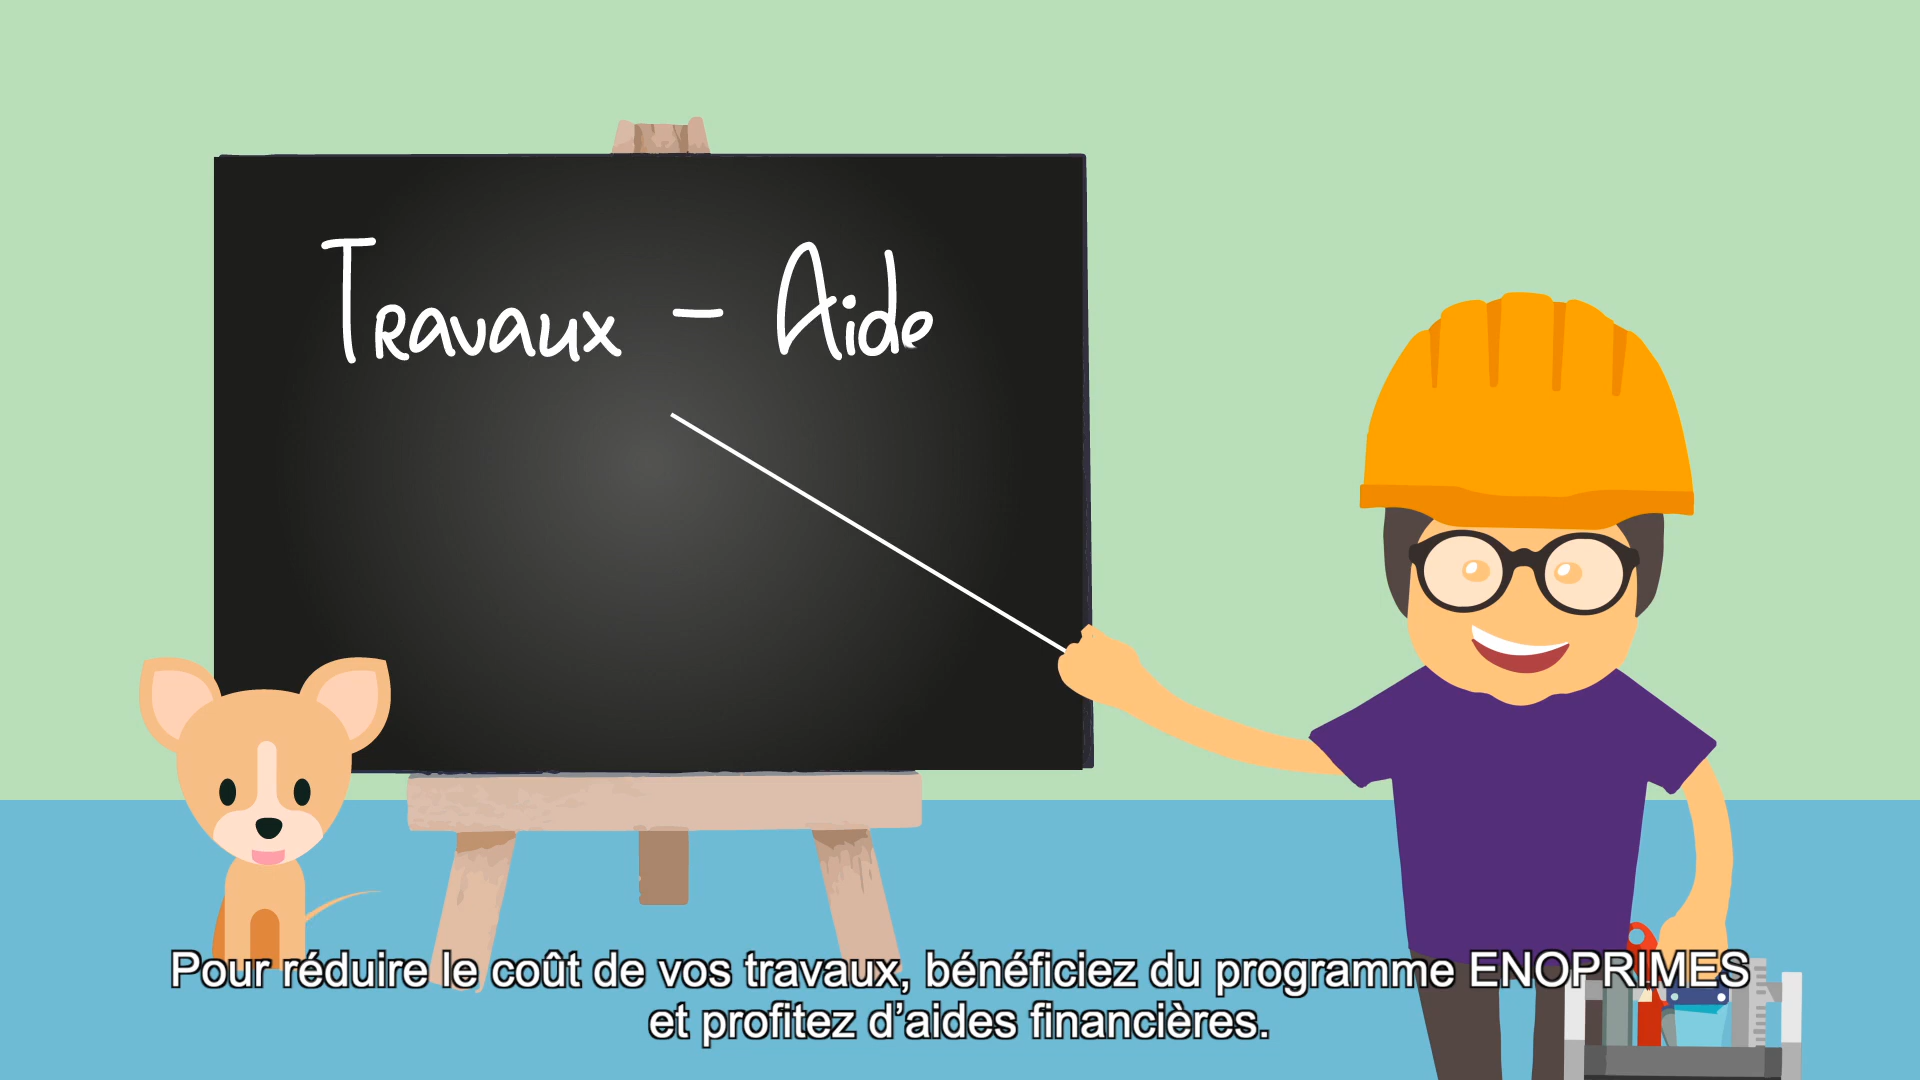 Travaux - Aide
Pour réduire le coût de vos travaux, bénéficiez du programme ENOPRIMES
et profitez d’aides financières.